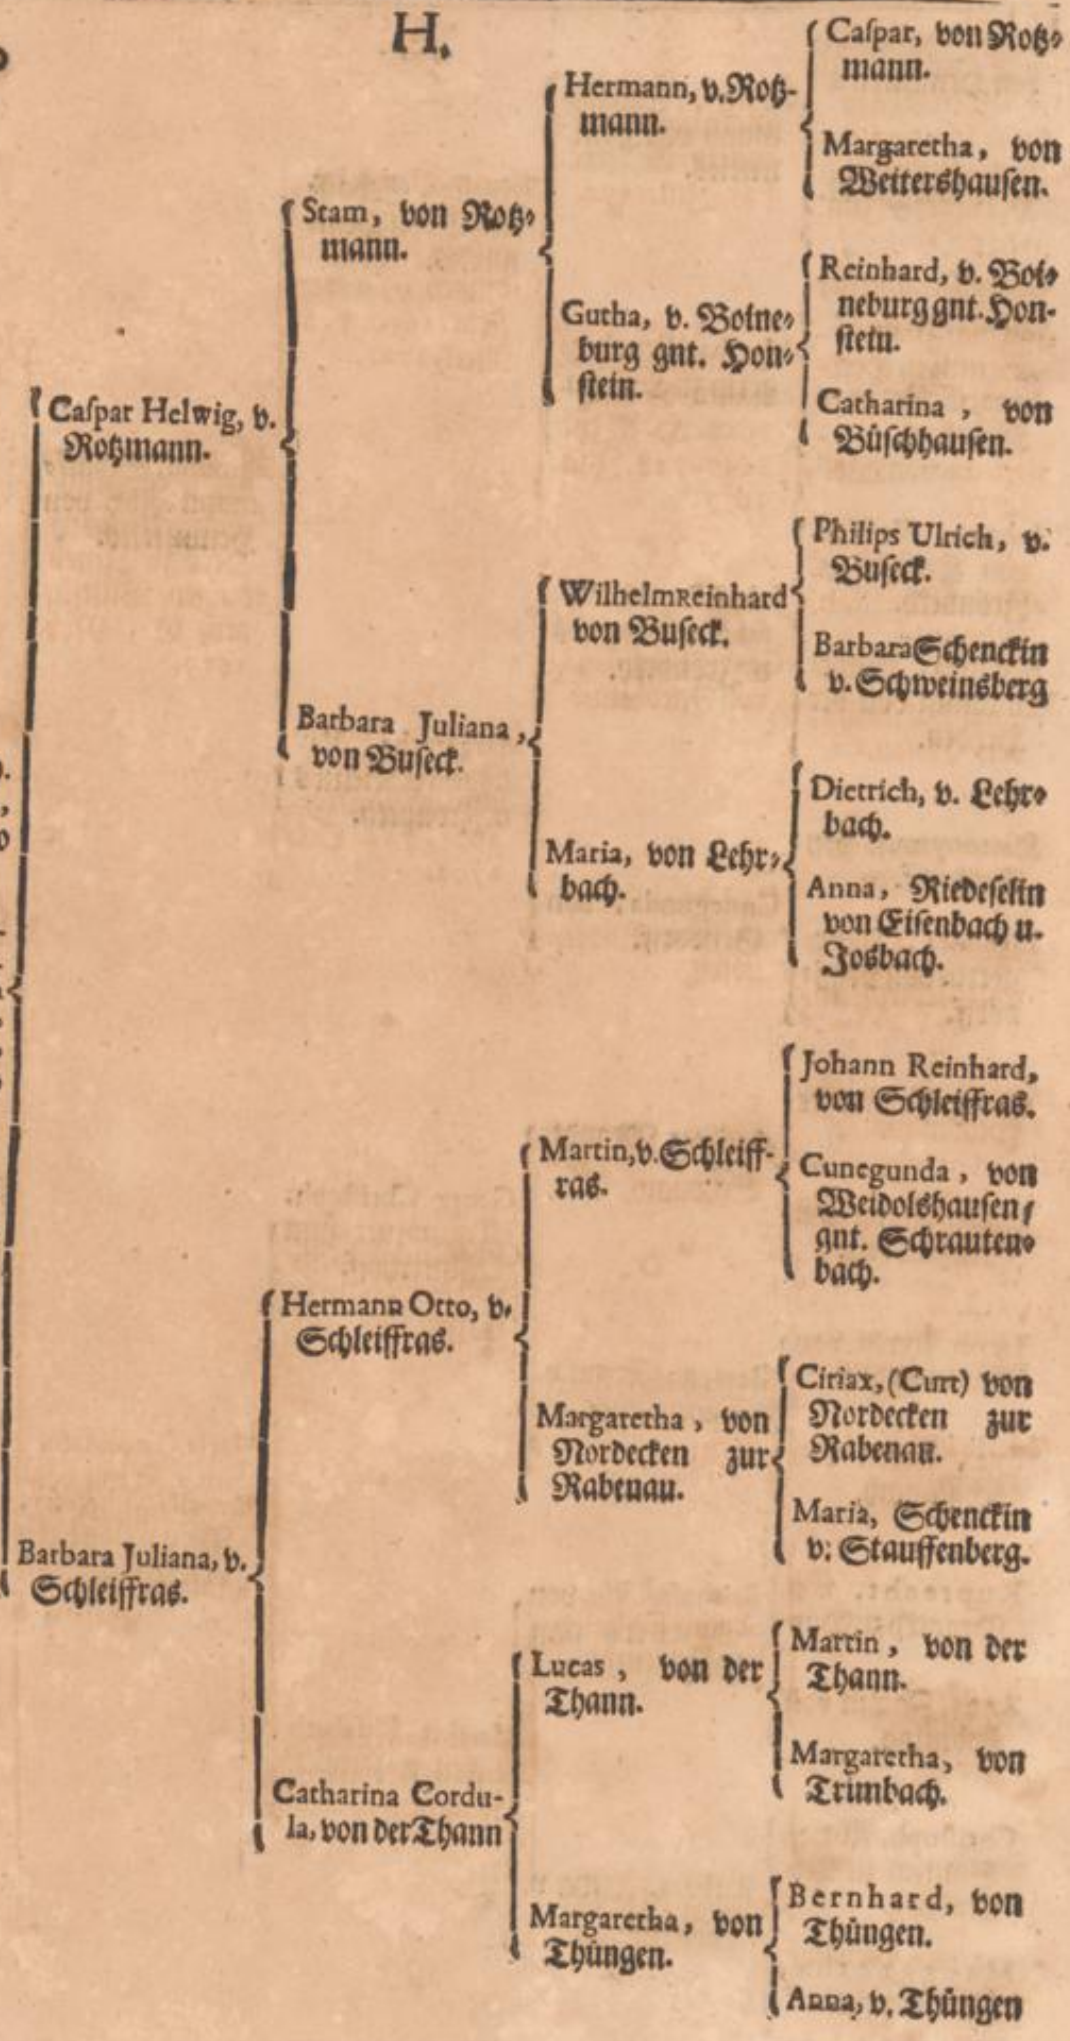 H.
Caspar Helwig, v.
Rotzmann.
Barbara Juliana, v.
Schleiffras.
Stam, von Rotz-
mann.
Barbara Juliana,
von Buseck.
Hermann Otto, v.
Schleiffras.
Catharina Cordu-
la, von der Thann
Hermann, v. Rotz-
mann.
Gutha, v. Boine-
burg gnt. Hon-
stein.
Wilhelm Reinhard
von Buseck.
Maria, von Lehr-
bach.
Martin, v. Schleiff-
ras.
Margaretha, von
Nordecken zur
Rabenau.
Lucas, von der
Thann.
Margaretha, von
Thüngen.
Caſpar, von Rotz-
mann.
Margaretha, von
Weitershauſen.
Reinhard, v. Boi-
neburg gnt. Hon-
ſtein.
Catharina, von
Büſchhauſen.
Philips Ulrich, v.
Buſeck.
Barbara Schenckin
v. Schweinsberg
Dietrich, v. Lehr-
bach.
Anna, Riedeſelin
von Eiſenbach u.
Josbach.
Johann Reinhard,
von Schleiffras.
Cunegunda, von
Weidolshauſen/
gnt. Schrauten-
bach.
Ciriax, (Curt) von
Nordecken zur
Rabenau.
Maria, Schenckin
v. Stauffenberg.
Martin, von der
Thann.
Margaretha, von
Trimbach.
Bernhard, von
Thüngen.
Anna, v. Thüngen